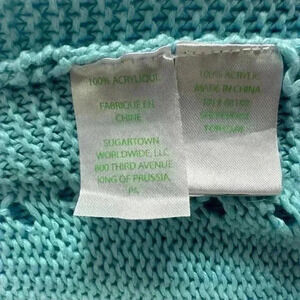 100% ACRYLIQUE
FABRIQUE EN
CHINE
SUGARTOWN
WORLDWIDE, LLC
800 THIRD AVENUE
KING OF PRUSSIA,
PA
100% ACRYLIC
MADE IN CHINA